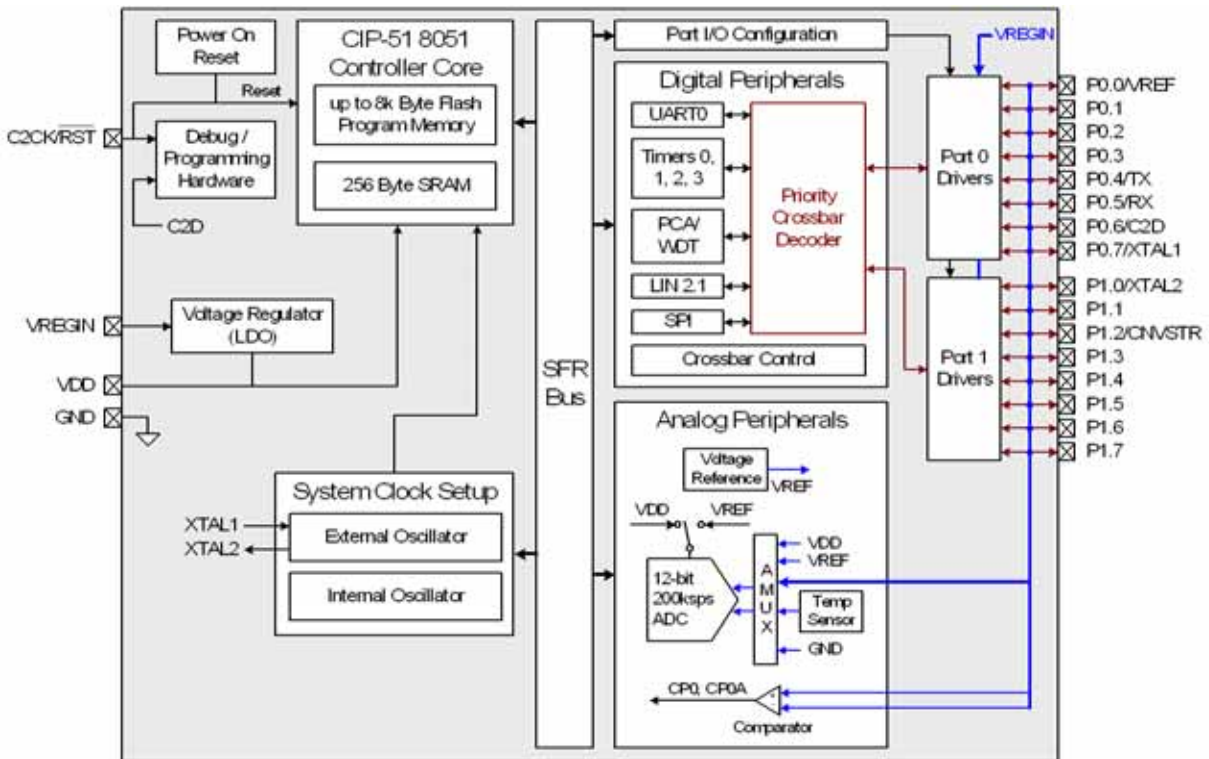 Power On
Reset
Reset
C2CK/RST
Debug /
Programming
Hardware
C2D
CIP-51 8051
Controller Core
up to 8k Byte Flash
Program Memory
256 Byte SRAM
VREGIN
Voltage Regulator
(LDO)
VDD
GND
System Clock Setup
XTAL1
XTAL2
External Oscillator
Internal Oscillator
SFR
Bus
Port I/O Configuration
Digital Peripherals
UART0
Timers 0,
1, 2, 3
PCA/
WDT
LIN 2.1
SPI
Priority
Crossbar
Decoder
Crossbar Control
Analog Peripherals
Voltage
Reference
VREF
VDD
VREF
12-bit
200ksps
ADC
A
M
U
X
VDD
VREF
Temp
Sensor
GND
CP0, CP0A
+
-
Comparator
VREGIN
Port 0
Drivers
Port 1
Drivers
P0.0/VREF
P0.1
P0.2
P0.3
P0.4/TX
P0.5/RX
P0.6/C2D
P0.7/XTAL1
P1.0/XTAL2
P1.1
P1.2/CNVSTR
P1.3
P1.4
P1.5
P1.6
P1.7